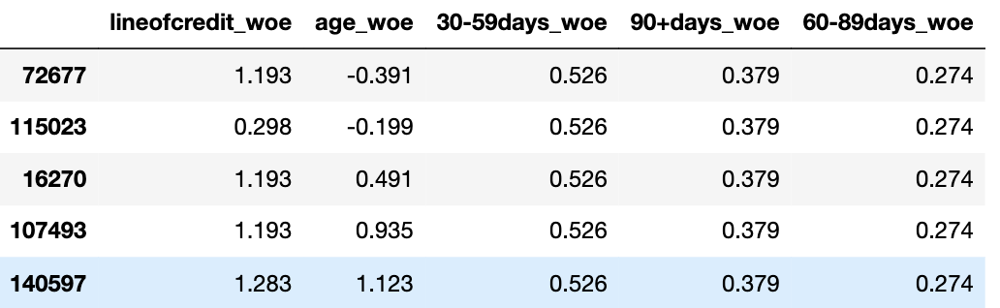 lineofcredit_woe age_woe 30-59days_woe 90+days_woe 60-89days_woe
72677 1.193 -0.391 0.526 0.379 0.274
115023 0.298 -0.199 0.526 0.379 0.274
16270 1.193 0.491 0.526 0.379 0.274
107493 1.193 0.935 0.526 0.379 0.274
140597 1.283 1.123 0.526 0.379 0.274